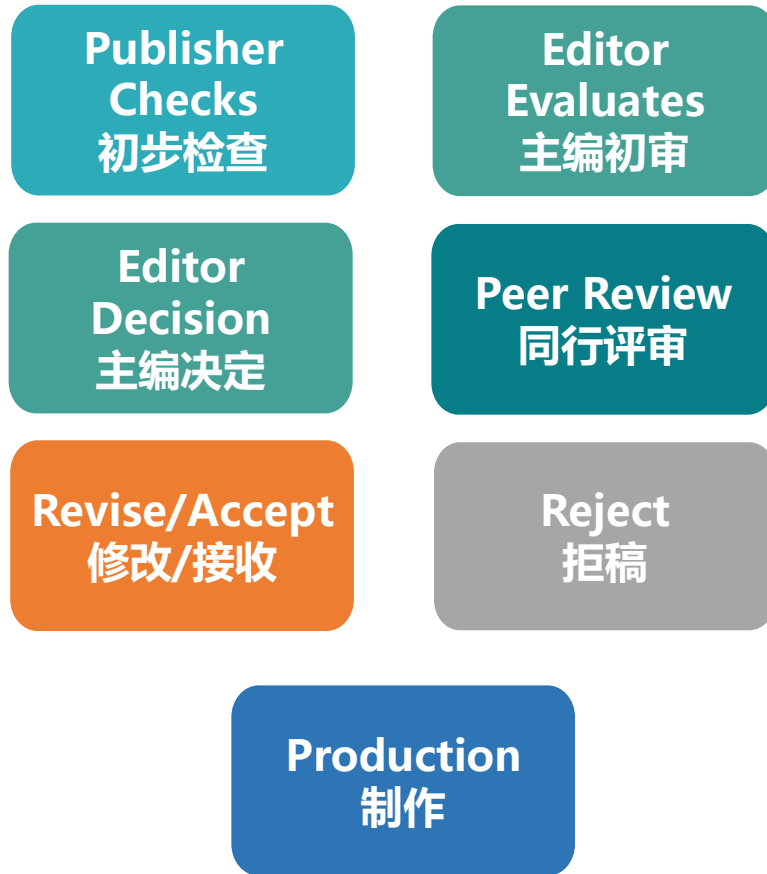 Publisher
Checks
初步检查
Editor
Evaluates
主编初审
Editor
Decision
主编决定
Peer Review
同行评审
Revise/Accept
修改/接收
Reject
拒稿
Production
制作